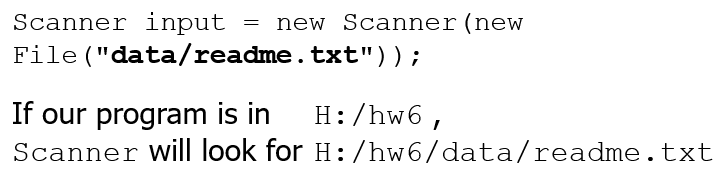 Scanner input = new Scanner(new
File("data/readme.txt"));
If our program is in H:/hw6 ,
Scanner will look for H:/hw6/data/readme.txt